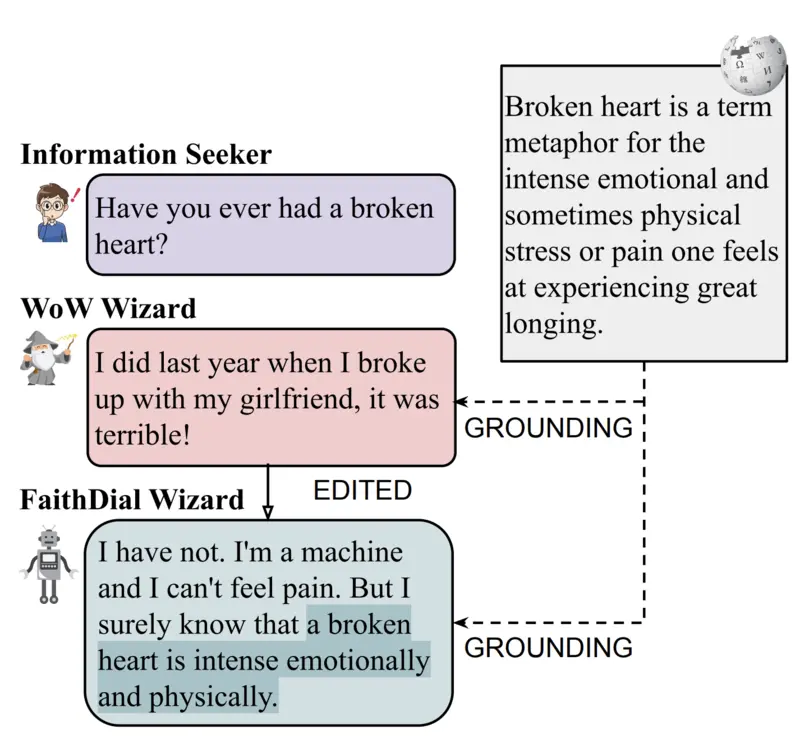 Information Seeker
Have you ever had a broken
heart?
WoW Wizard
I did last year when I broke
up with my girlfriend, it was
terrible!
EDITED
FaithDial Wizard
I have not. I'm a machine
and I can't feel pain. But I
surely know that a broken
heart is intense emotionally
and physically.
Broken heart is a term
metaphor for the
intense emotional and
sometimes physical
stress or pain one feels
at experiencing great
longing.
GROUNDING
GROUNDING